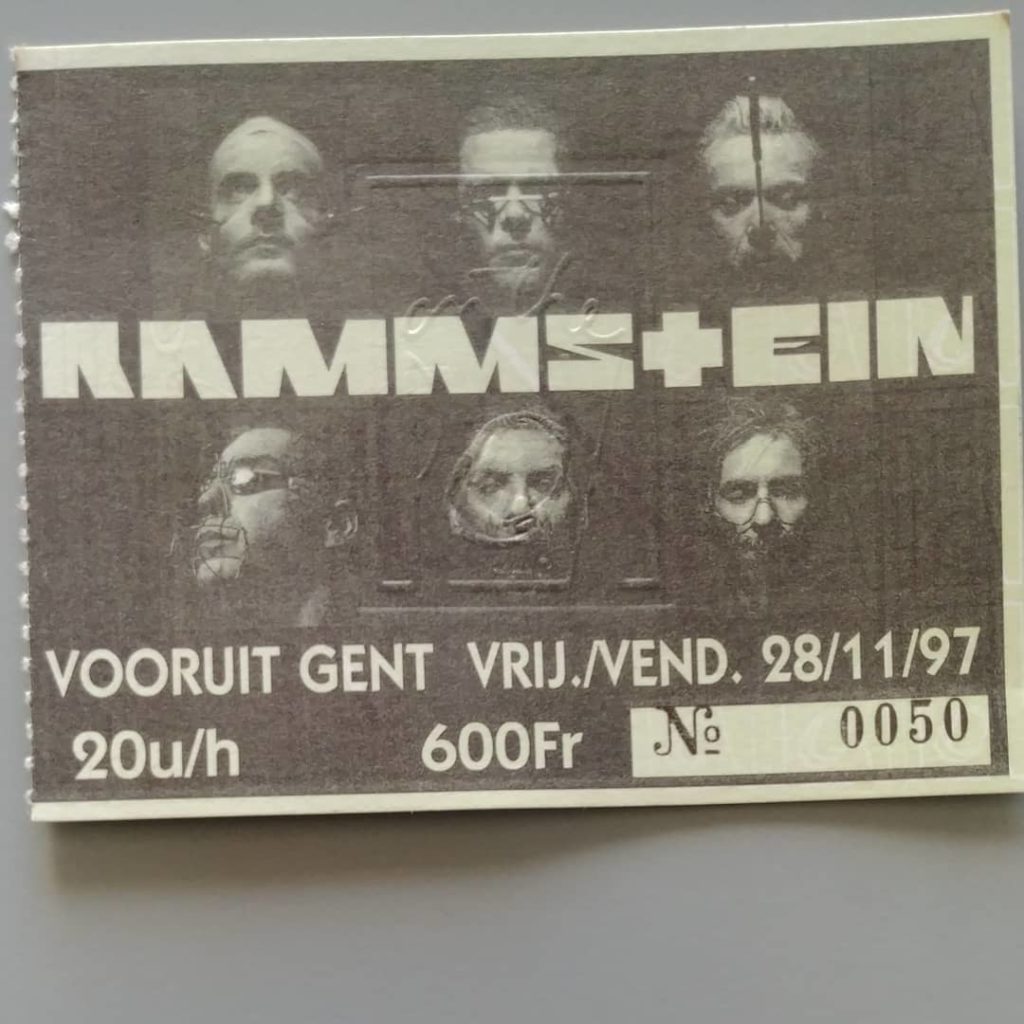 RAMMSTEIN
VOORUIT GENT VRIJ./VEND. 28/11/97
20u/h 600Fr № 0050